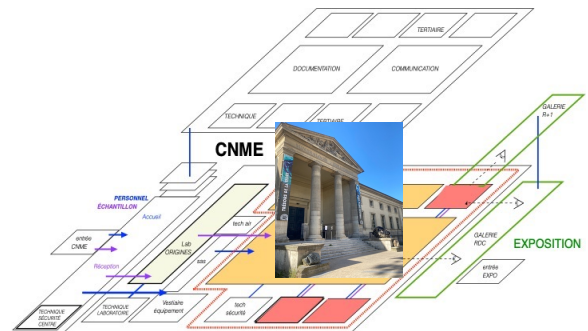 TERTIAIRE
DOCUMENTATION
COMMUNICATION
TECHNIQUE
TERTIAIRE
GALERIE
R+1
CNME
PERSONNEL
ÉCHANTILLON
Accueil
tech air
entrée
CNME
Lab
ORIGINES
sas
GALERIE
RDC
EXPOSITION
Réception
entrée
EXPO
TECHNIQUE
SÉCURITÉ
CENTRE
TECHNIQUE
LABORATOIRE
Vestiaire
équipement
tech
sécurité